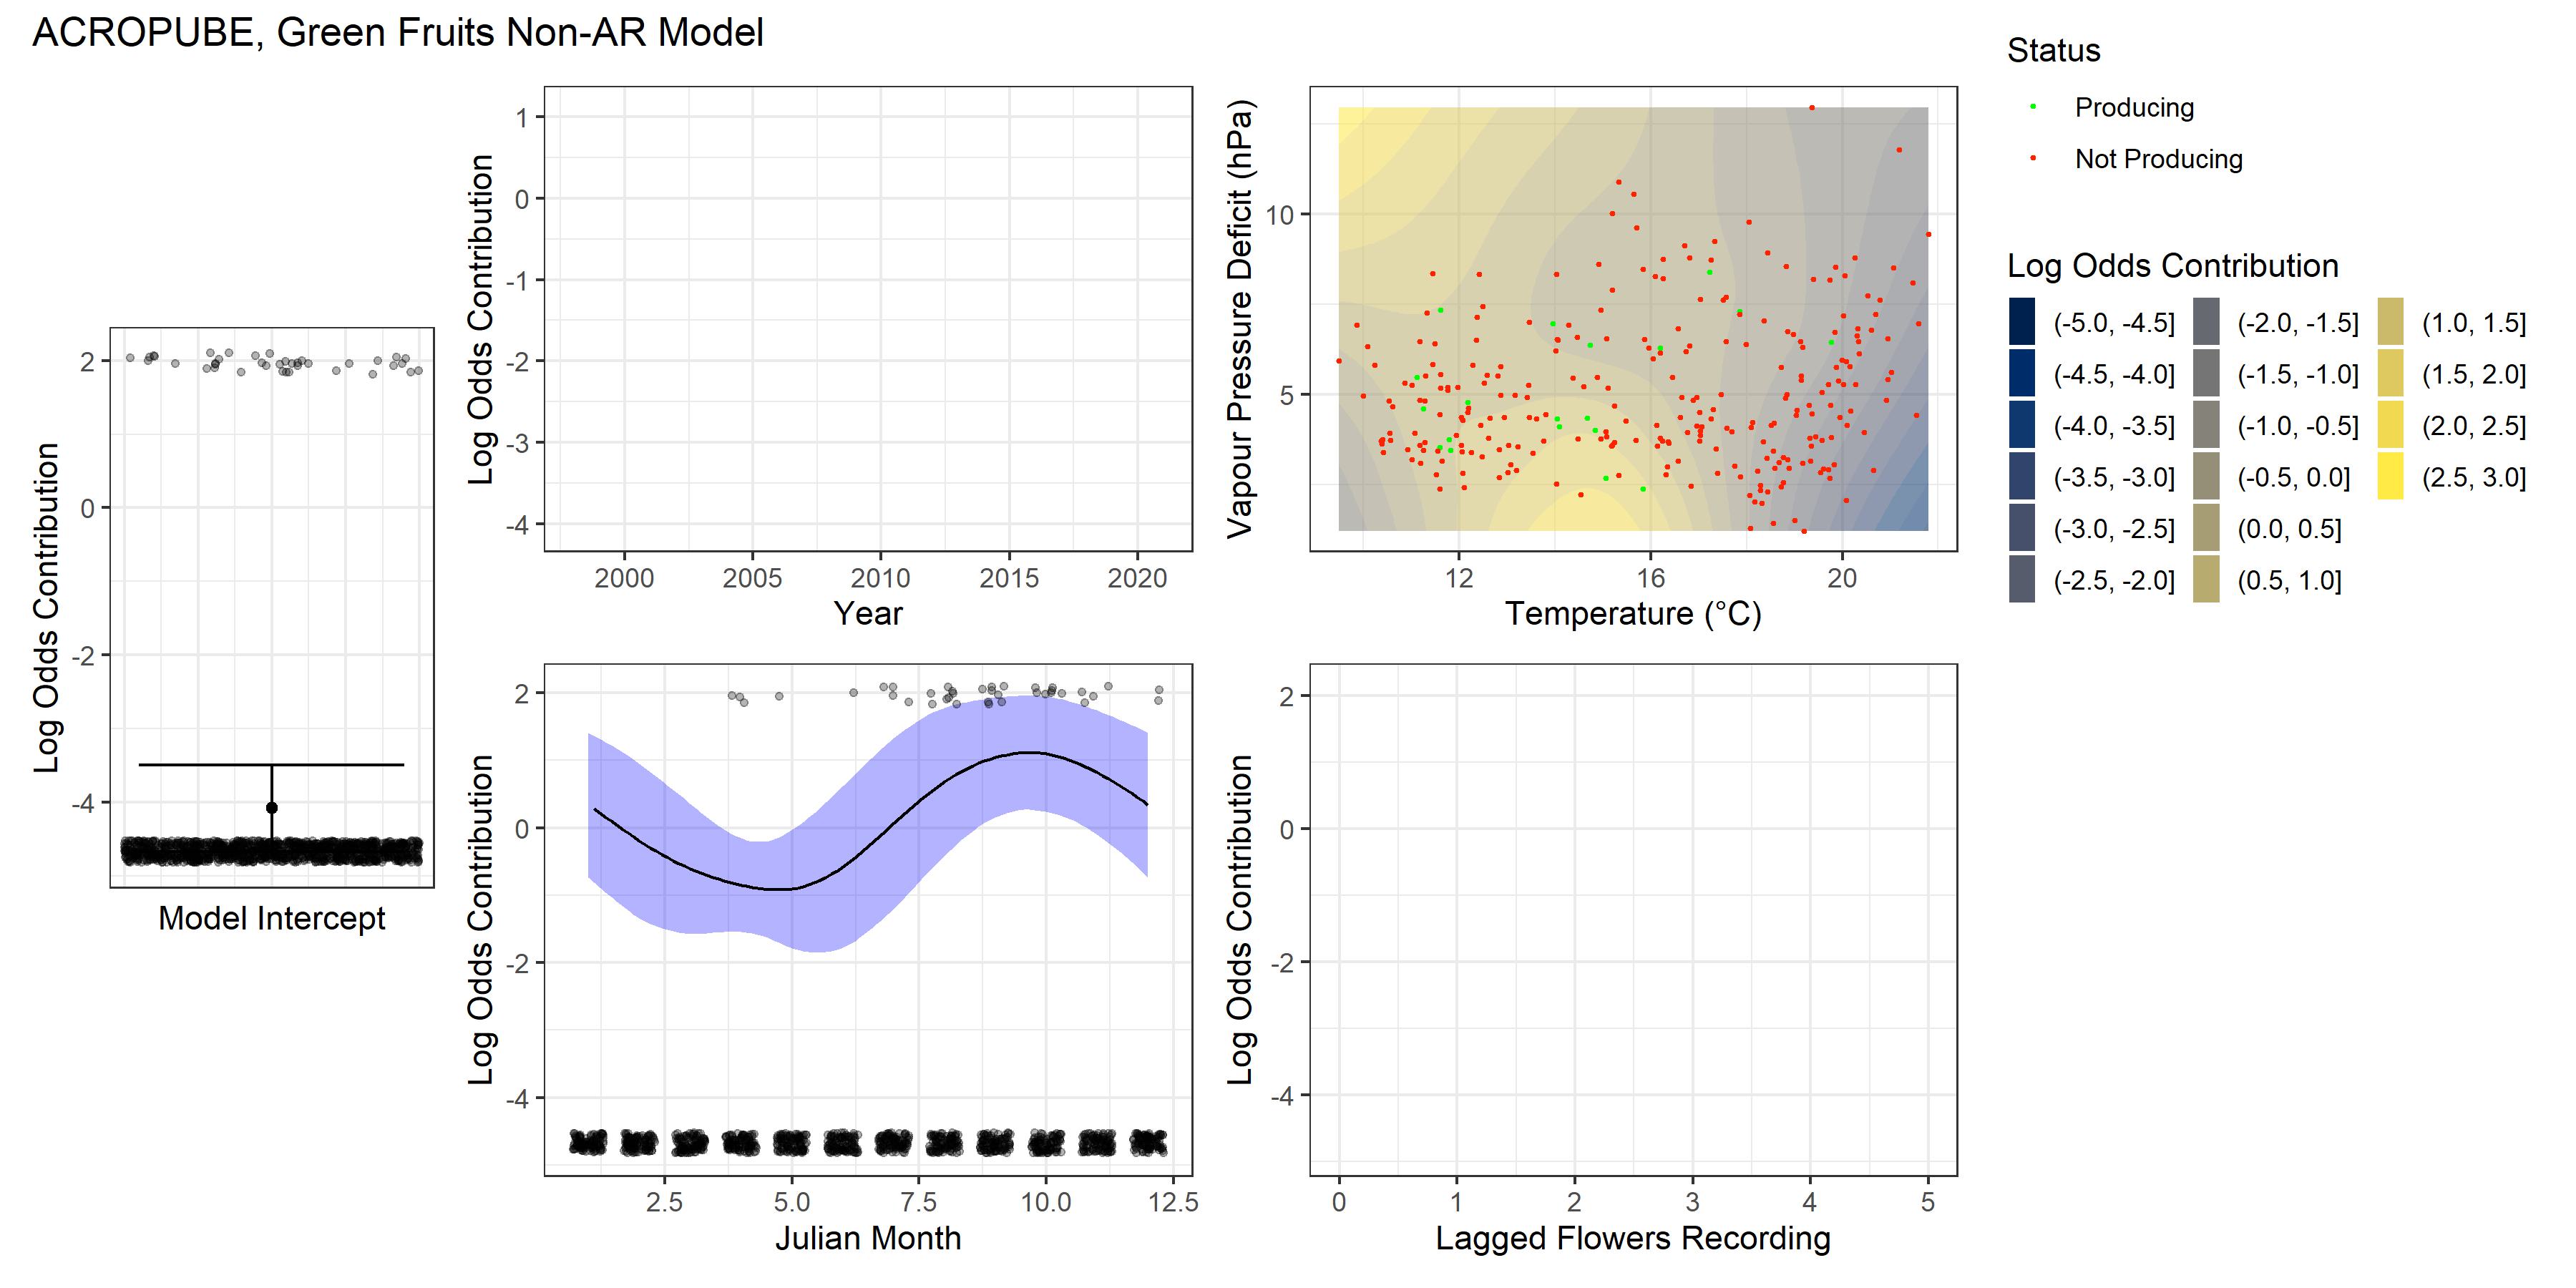 ACROPUBE, Green Fruits Non-AR Model
Log Odds Contribution
2
0
-2
-4
Model Intercept
Log Odds Contribution
1
0
-1
-2
-3
-4
2000 2005 2010 2015 2020
Year
Vapour Pressure Deficit (hPa)
10
5
12 16 20
Temperature (°C)
Status
Producing
Not Producing
Log Odds Contribution
(-5.0, -4.5] (-2.0, -1.5] (1.0, 1.5]
(-4.5, -4.0] (-1.5, -1.0] (1.5, 2.0]
(-4.0, -3.5] (-1.0, -0.5] (2.0, 2.5]
(-3.5, -3.0] (-0.5, 0.0] (2.5, 3.0]
(-3.0, -2.5] (0.0, 0.5]
(-2.5, -2.0] (0.5, 1.0]
Log Odds Contribution
2
0
-2
-4
2.5 5.0 7.5 10.0 12.5
Julian Month
Log Odds Contribution
2
0
-2
-4
0 1 2 3 4 5
Lagged Flowers Recording